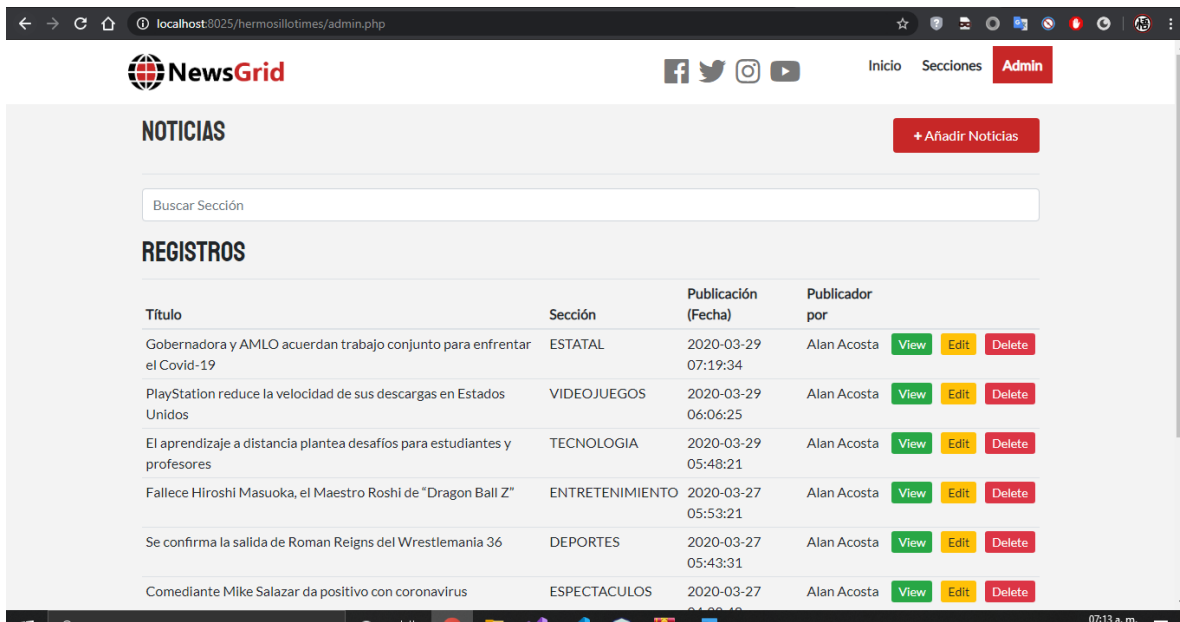 localhost:8025/hermosillotimes/admin.php
NewsGrid
Inicio Secciones Admin
NOTICIAS
+ Añadir Noticias
Buscar Sección
REGISTROS
Título Sección Publicación (Fecha) Publicador por
Gobernadora y AMLO acuerdan trabajo conjunto para enfrentar el Covid-19 ESTATAL 2020-03-29 07:19:34 Alan Acosta View Edit Delete
PlayStation reduce la velocidad de sus descargas en Estados Unidos VIDEOJUEGOS 2020-03-29 06:06:25 Alan Acosta View Edit Delete
El aprendizaje a distancia plantea desafíos para estudiantes y profesores TECNOLOGIA 2020-03-29 05:48:21 Alan Acosta View Edit Delete
Fallece Hiroshi Masuoka, el Maestro Roshi de “Dragon Ball Z” ENTRETENIMIENTO 2020-03-27 05:53:21 Alan Acosta View Edit Delete
Se confirma la salida de Roman Reigns del Wrestlemania 36 DEPORTES 2020-03-27 05:43:31 Alan Acosta View Edit Delete
Comediante Mike Salazar da positivo con coronavirus ESPECTACULOS 2020-03-27 Alan Acosta View Edit Delete
07:13 a. m.